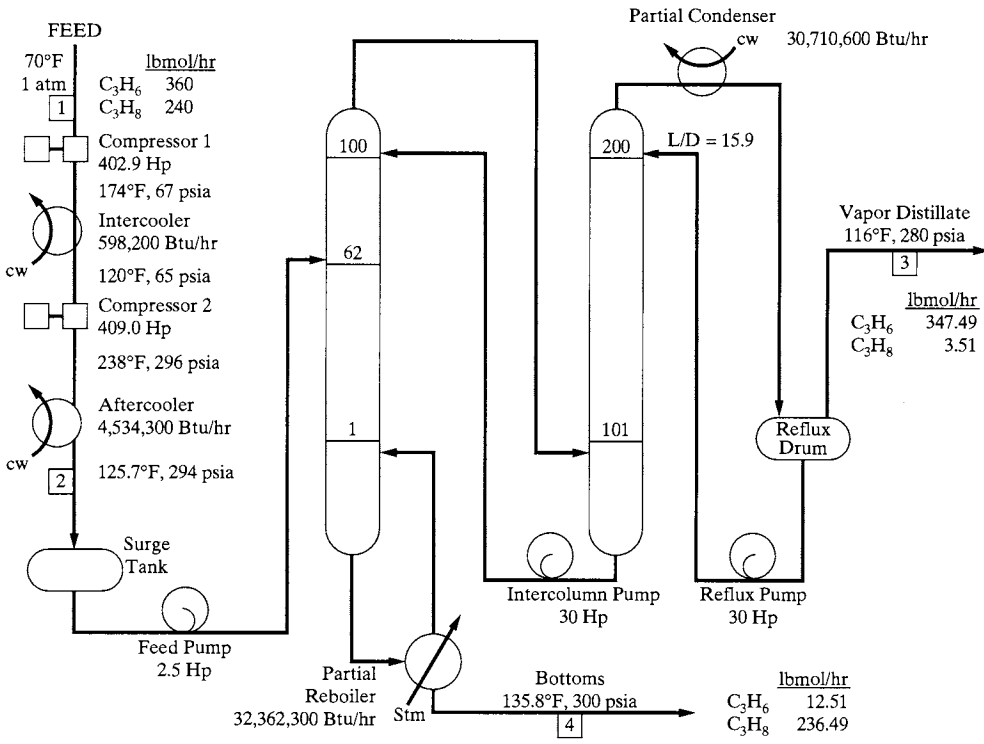 FEED
70°F
1 atm
lbmol/hr
C₃H₆ 360
C₃H₈ 240
1
Compressor 1
402.9 Hp
174°F, 67 psia
Intercooler
598,200 Btu/hr
cw
120°F, 65 psia
Compressor 2
409.0 Hp
238°F, 296 psia
Aftercooler
4,534,300 Btu/hr
cw
2
125.7°F, 294 psia
Surge
Tank
Feed Pump
2.5 Hp
100
62
1
Partial
Reboiler
32,362,300 Btu/hr
Stm
Bottoms
135.8°F, 300 psia
4
lbmol/hr
C₃H₆ 12.51
C₃H₈ 236.49
Intercolumn Pump
30 Hp
200
101
Partial Condenser
cw
30,710,600 Btu/hr
L/D = 15.9
Reflux Pump
30 Hp
Reflux
Drum
Vapor Distillate
116°F, 280 psia
3
lbmol/hr
C₃H₆ 347.49
C₃H₈ 3.51